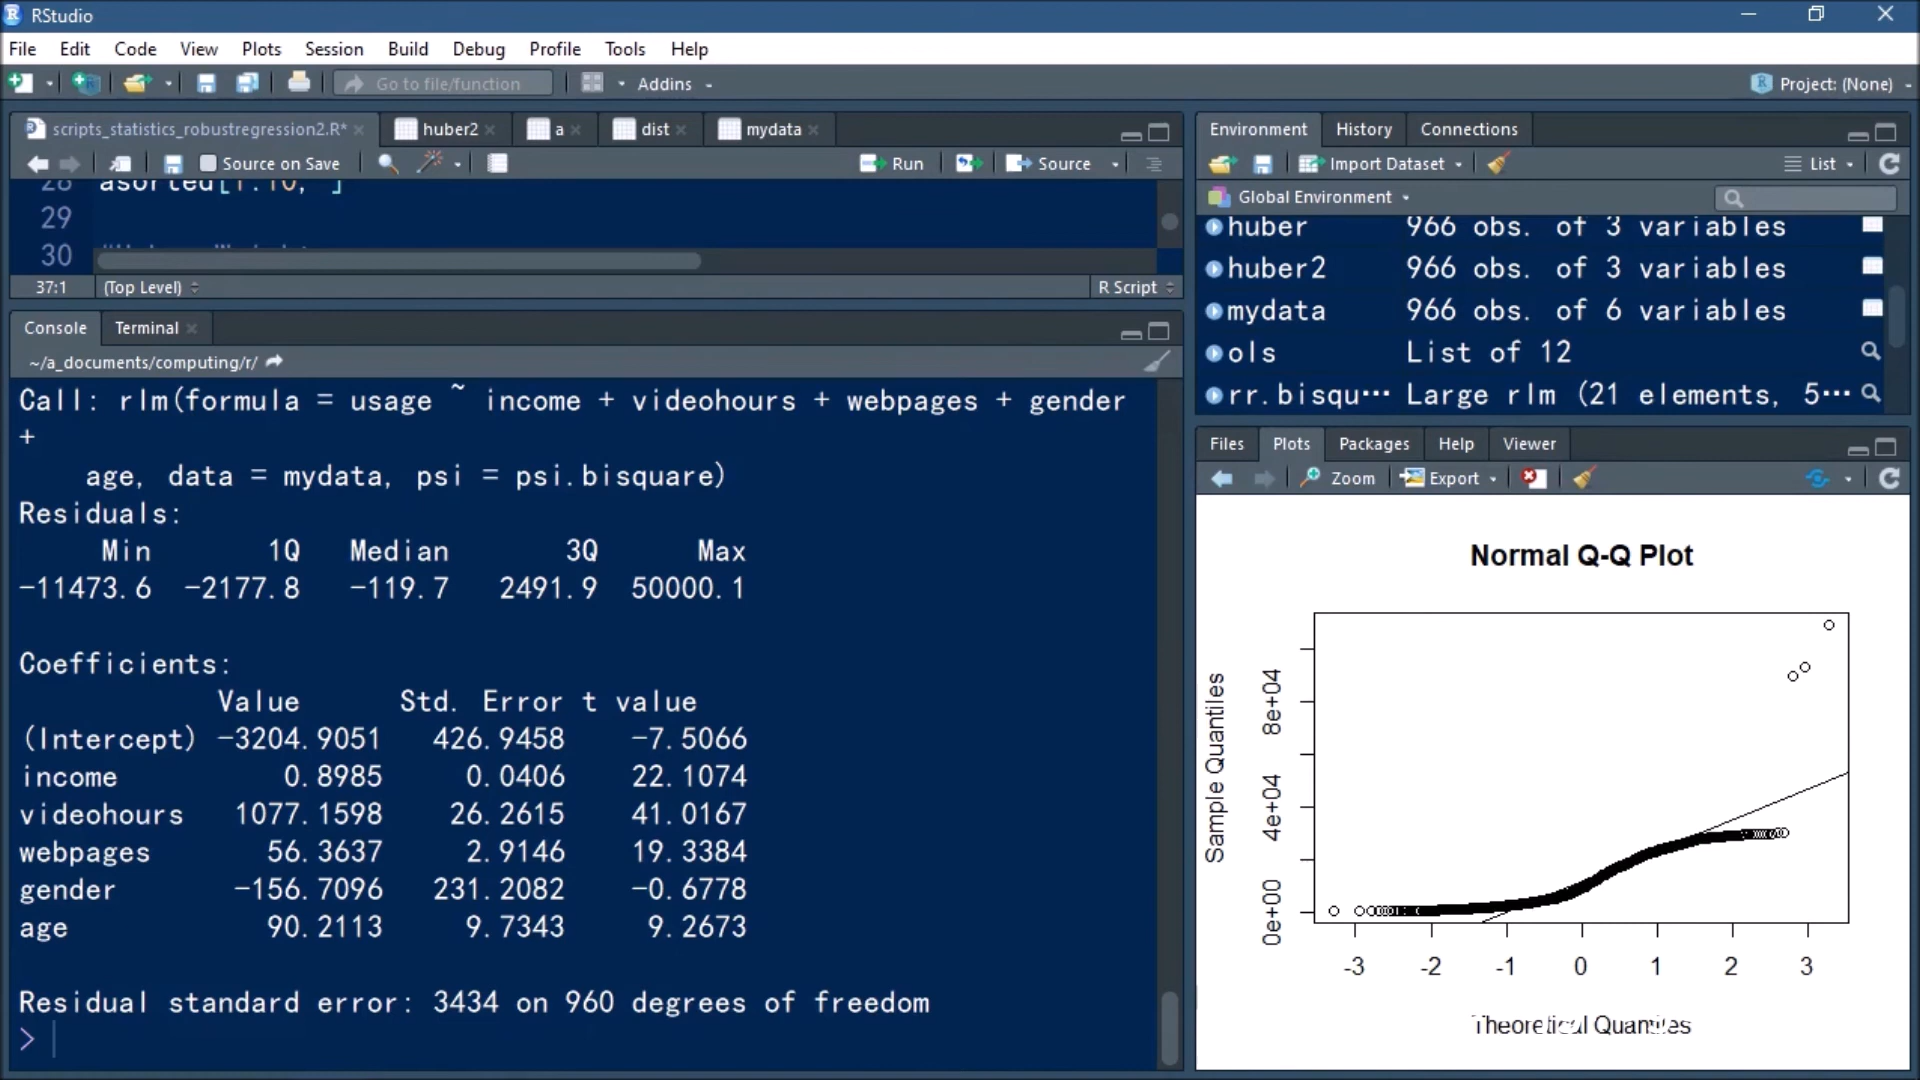 RStudio
File Edit Code View Plots Session Build Debug Profile Tools Help
Go to file/function Addins Project: (None)
scripts_statistics_robustregression2.R* huber2 a dist mydata
Source on Save Run Source
28 asorted[1:10, ]
29
30
37:1 (Top Level) R Script
Console Terminal
~/a_documents/computing/r/
Call: rlm(formula = usage ~ income + videohours + webpages + gender
+
age, data = mydata, psi = psi.bisquare)
Residuals:
Min 1Q Median 3Q Max
-11473.6 -2177.8 -119.7 2491.9 50000.1
Coefficients:
Value Std. Error t value
(Intercept) -3204.9051 426.9458 -7.5066
income 0.8985 0.0406 22.1074
videohours 1077.1598 26.2615 41.0167
webpages 56.3637 2.9146 19.3384
gender -156.7096 231.2082 -0.6778
age 90.2113 9.7343 9.2673
Residual standard error: 3434 on 960 degrees of freedom
>
Environment History Connections
Import Dataset List
Global Environment
huber 966 obs. of 3 variables
huber2 966 obs. of 3 variables
mydata 966 obs. of 6 variables
ols List of 12
rr.bisqu… Large rlm (21 elements, 5…
Files Plots Packages Help Viewer
Zoom Export
Normal Q-Q Plot
Sample Quantiles
8e+04
4e+04
0e+00
-3 -2 -1 0 1 2 3
Theoretical Quantiles